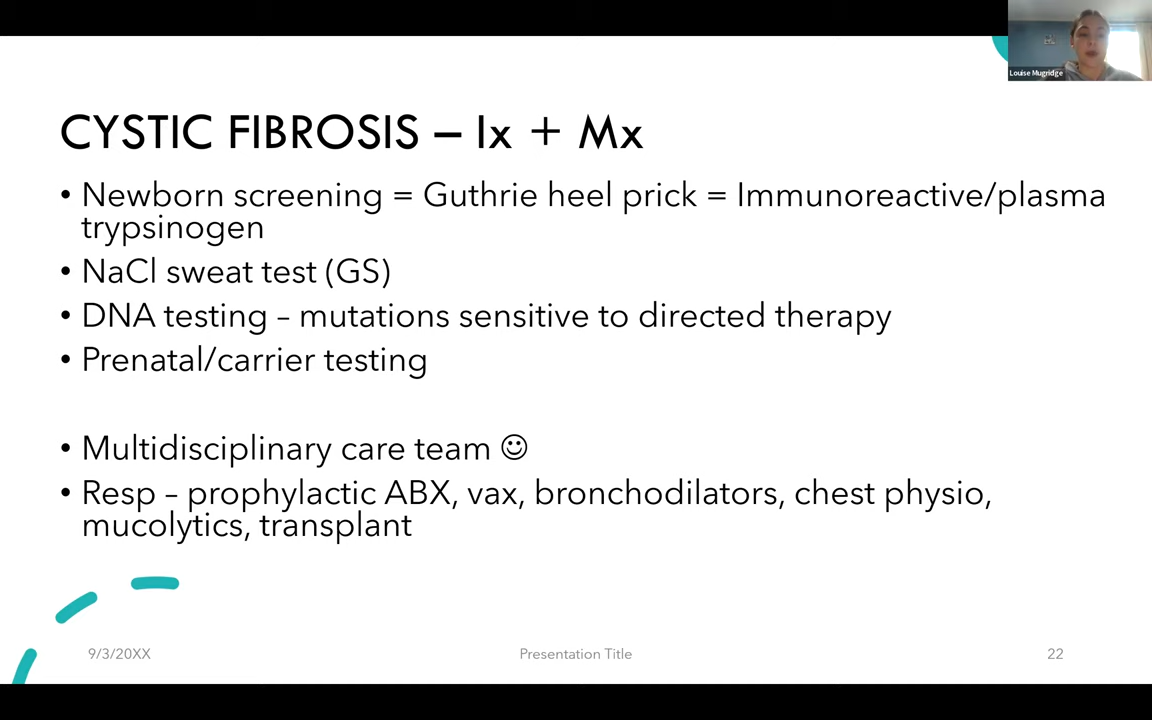 Louise Mugridge
CYSTIC FIBROSIS – Ix + Mx
• Newborn screening = Guthrie heel prick = Immunoreactive/plasma
trypsinogen
• NaCl sweat test (GS)
• DNA testing – mutations sensitive to directed therapy
• Prenatal/carrier testing
• Multidisciplinary care team ☺
• Resp – prophylactic ABX, vax, bronchodilators, chest physio,
mucolytics, transplant
9/3/20XX
Presentation Title
22